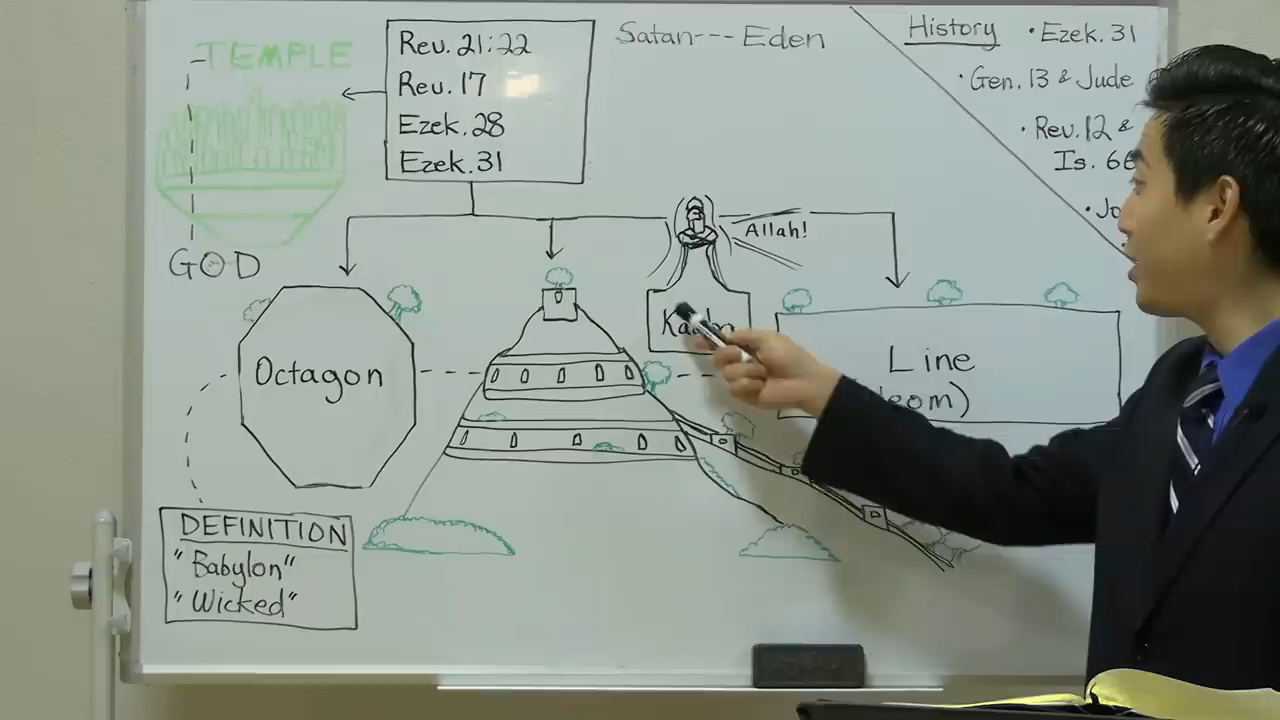 TEMPLE
Rev. 21:22
Rev. 17
Ezek. 28
Ezek. 31
Satan---Eden
History
• Ezek. 31
• Gen. 13 & Jude
• Rev. 12 &
Is. 66
GOD
Allah!
Octagon
Line
DEFINITION
"Babylon"
"Wicked"